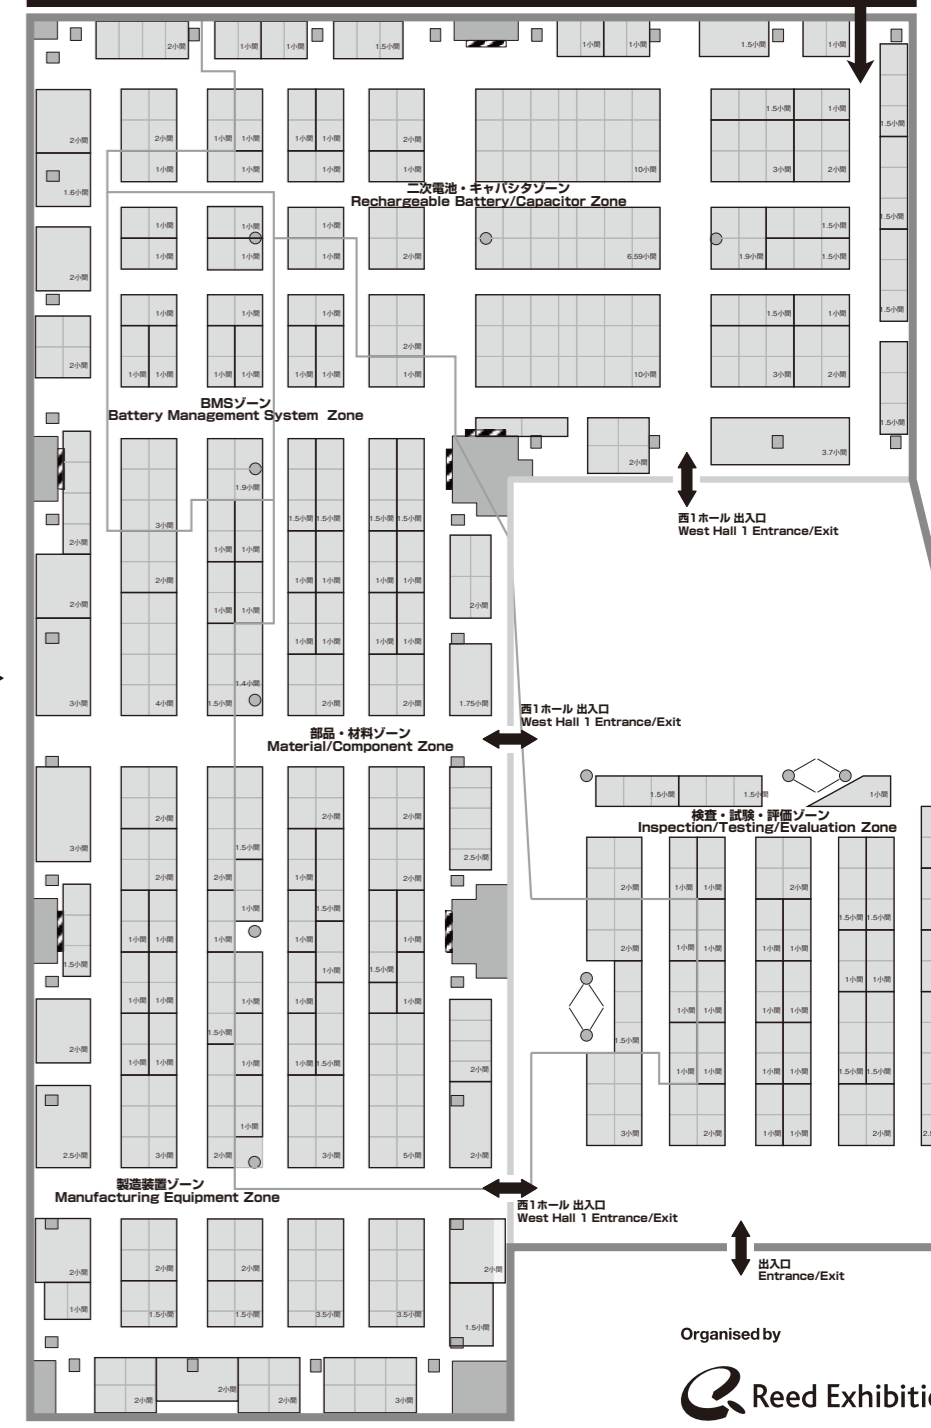 2小間
1小間
1小間
1.5小間
1小間
1小間
1.5小間
1小間
2小間
2小間
1小間 1小間
1小間 1小間
2小間
1.5小間
1小間
1.5小間
1小間
1小間
1小間
1小間
10小間
3小間
2小間
1.6小間
二次電池・キャパシタゾーン
Rechargeable Battery/Capacitor Zone
1小間
1小間
1小間
1.5小間
1.5小間
1小間
1小間
1小間
2小間
6.59小間
1.9小間
1.5小間
2小間
1小間
1小間
1小間
1.5小間
1小間
1.5小間
2小間
2小間
1小間 1小間
1小間 1小間
1小間 1小間
1小間
10小間
3小間
2小間
BMSゾーン
Battery Management System Zone
1.5小間
3.7小間
2小間
1.9小間
西1ホール 出入口
West Hall 1 Entrance/Exit
3小間
1.5小間 1.5小間
1.5小間 1.5小間
2小間
1小間 1小間
2小間
1小間 1小間
1小間 1小間
2小間
1小間 1小間
2小間
1小間 1小間
1小間 1小間
1.4小間
3小間
4小間
1.5小間
2小間
2小間
1.75小間
西1ホール 出入口
West Hall 1 Entrance/Exit
部品・材料ゾーン
Material/Component Zone
1.5小間
1.5小間
1小間
検査・試験・評価ゾーン
Inspection/Testing/Evaluation Zone
2小間
2小間
2小間
3小間
1.5小間
2.5小間
2小間
2小間
1小間
2小間
2小間
1小間 1小間
2小間
1小間
1.5小間
1.5小間 1.5小間
1小間 1小間
1小間
1小間
1小間
2小間
1小間 1小間
1小間 1小間
1.5小間
1小間
1.5小間
1小間 1小間
1小間 1小間
1小間
1小間
1小間
1小間 1小間
1小間 1小間
1.5小間
1.5小間
2小間
1小間 1小間
1小間
1小間 1.5小間
2小間
1小間 1小間
1小間 1小間
1.5小間 1.5小間
1小間
2.5小間
3小間
2小間
3小間
5小間
2小間
3小間
2小間
1小間 1小間
2小間
製造装置ゾーン
Manufacturing Equipment Zone
西1ホール 出入口
West Hall 1 Entrance/Exit
2小間
2小間
2小間
2小間
出入口
Entrance/Exit
1小間
1.5小間
1.5小間
3.5小間
3.5小間
1.5小間
Organised by
2小間
2小間
2小間
3小間
Reed Exhibitio